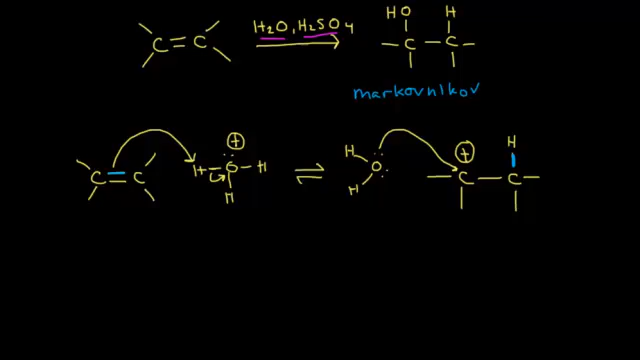 H₂O, H₂SO₄
C = C
HO H
C - C
markovnikov
C = C
H - O - H
H
+
⇌
H
O
H
+
H
C - C